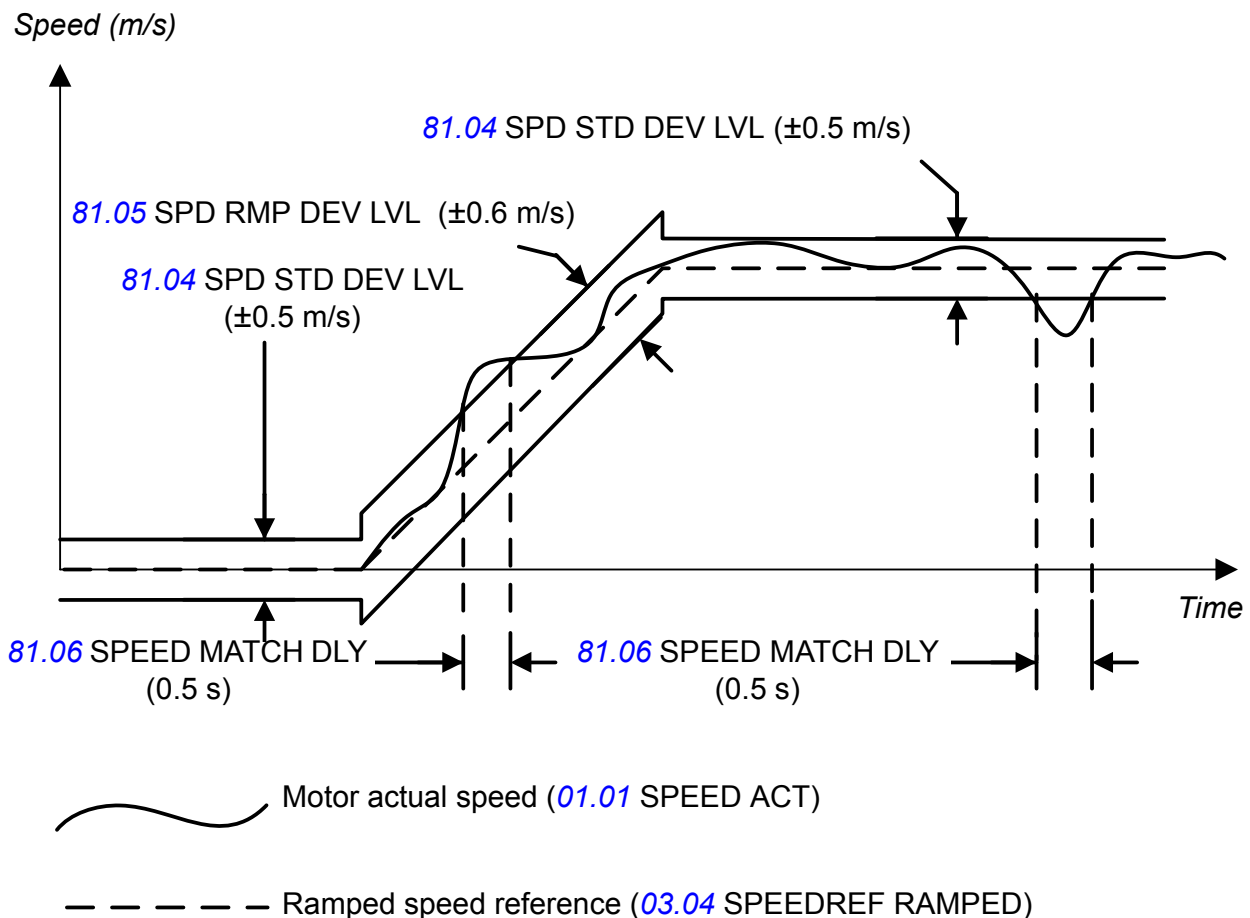 Speed (m/s)
81.04 SPD STD DEV LVL (±0.5 m/s)
81.05 SPD RMP DEV LVL (±0.6 m/s)
81.04 SPD STD DEV LVL
(±0.5 m/s)
Time
81.06 SPEED MATCH DLY
(0.5 s)
81.06 SPEED MATCH DLY
(0.5 s)
Motor actual speed (01.01 SPEED ACT)
Ramped speed reference (03.04 SPEEDREF RAMPED)